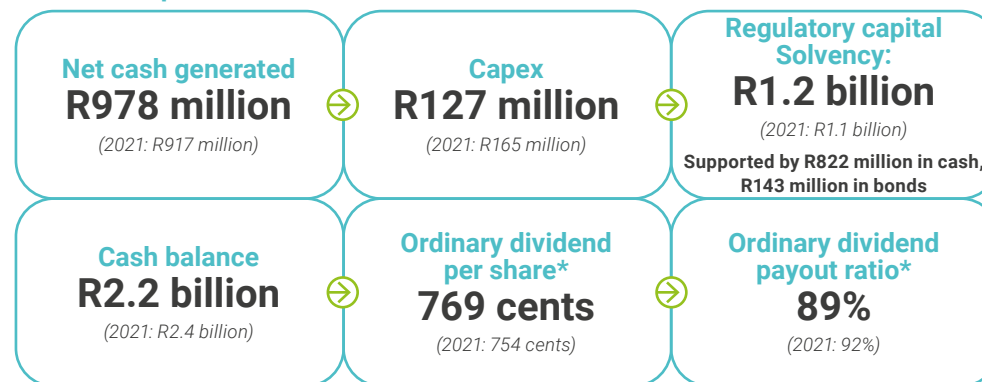 Net cash generated
R978 million
(2021: R917 million)
Capex
R127 million
(2021: R165 million)
Regulatory capital
Solvency:
R1.2 billion
(2021: R1.1 billion)
Supported by R822 million in cash,
R143 million in bonds
Cash balance
R2.2 billion
(2021: R2.4 billion)
Ordinary dividend
per share*
769 cents
(2021: 754 cents)
Ordinary dividend
payout ratio*
89%
(2021: 92%)